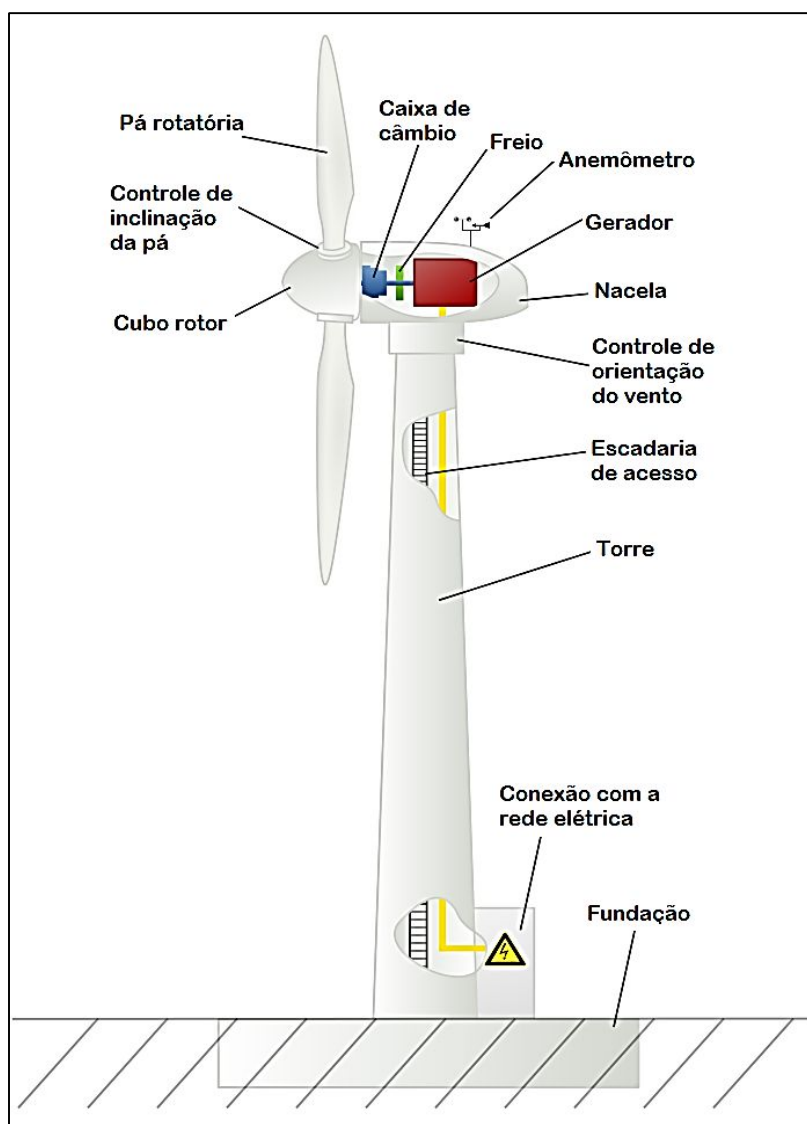 Pá rotatória
Caixa de
câmbio
Freio
Anemômetro
Controle de
inclinação
da pá
Gerador
Cubo rotor
Nacela
Controle de
orientação
do vento
Escadaria
de acesso
Torre
Conexão com a
rede elétrica
Fundação